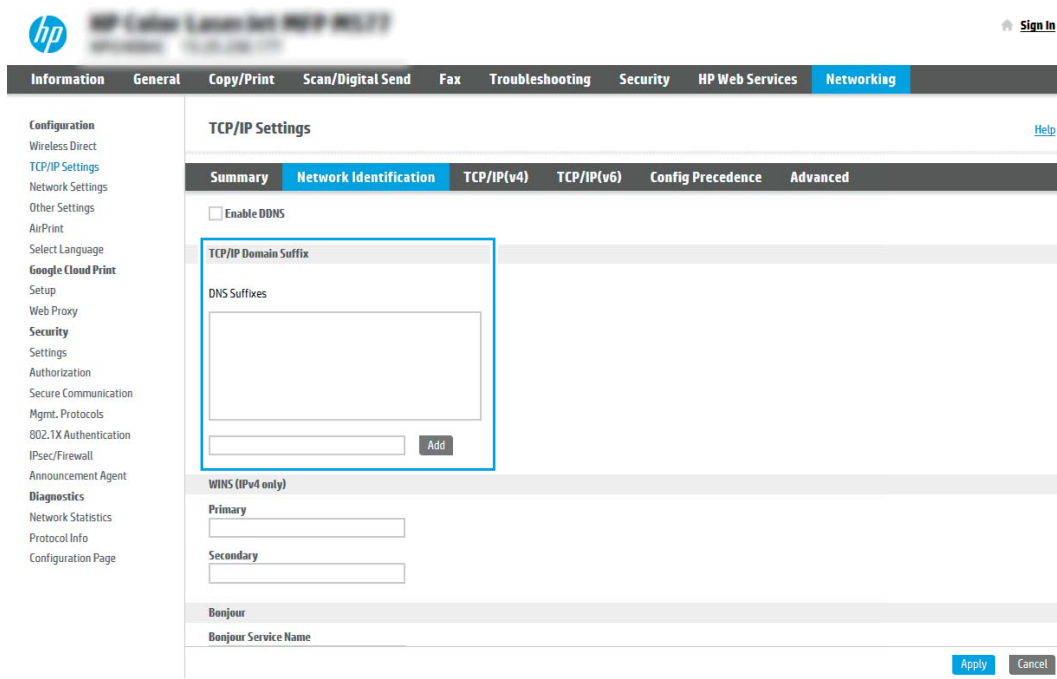 hp
Sign In
Information General Copy/Print Scan/Digital Send Fax Troubleshooting Security HP Web Services Networking
Configuration
Wireless Direct
TCP/IP Settings
Network Settings
Other Settings
AirPrint
Select Language
Google Cloud Print
Setup
Web Proxy
Security
Settings
Authorization
Secure Communication
Mgmt. Protocols
802.1X Authentication
IPsec/Firewall
Announcement Agent
Diagnostics
Network Statistics
Protocol Info
Configuration Page
TCP/IP Settings
Help
Summary Network Identification TCP/IP(v4) TCP/IP(v6) Config Precedence Advanced
Enable DDNS
TCP/IP Domain Suffix
DNS Suffixes
Add
WINS (IPv4 only)
Primary
Secondary
Bonjour
Bonjour Service Name
Apply Cancel